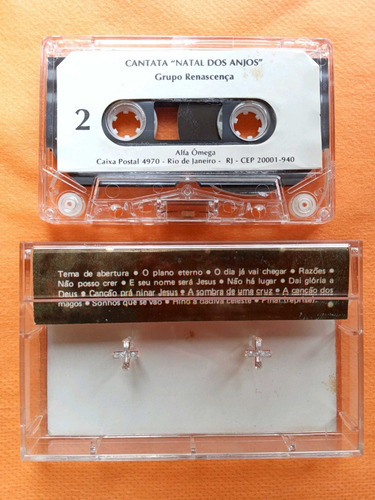 CANTATA "NATAL DOS ANJOS"
Grupo Renascença
2
Alfa Ômega
Caixa Postal 4970 - Rio de Janeiro - RJ - CEP 20001-940
Tema de abertura • O plano eterno • O dia já vai chegar • Razões •
Não posso crer • E seu nome será Jesus • Não há lugar • Dai glória a
Deus • Canção prá ninar Jesus • A sombra de uma cruz • A canção dos
magos • Sonhos que se vão • Hino à dádiva celeste • Final (reprise).